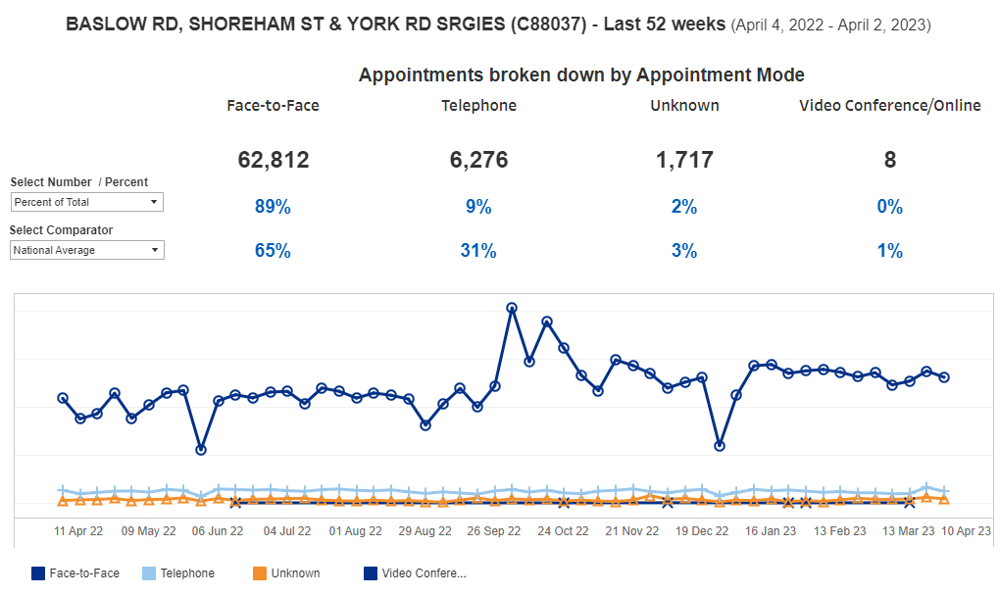 BASLOW RD, SHOREHAM ST & YORK RD SRGIES (C88037) - Last 52 weeks (April 4, 2022 - April 2, 2023)
Appointments broken down by Appointment Mode
Face-to-Face Telephone Unknown Video Conference/Online
62,812 6,276 1,717 8
Select Number / Percent
Percent of Total
89% 9% 2% 0%
Select Comparator
National Average
65% 31% 3% 1%
11 Apr 22 09 May 22 06 Jun 22 04 Jul 22 01 Aug 22 29 Aug 22 26 Sep 22 24 Oct 22 21 Nov 22 19 Dec 22 16 Jan 23 13 Feb 23 13 Mar 23 10 Apr 23
Face-to-Face Telephone Unknown Video Confere...